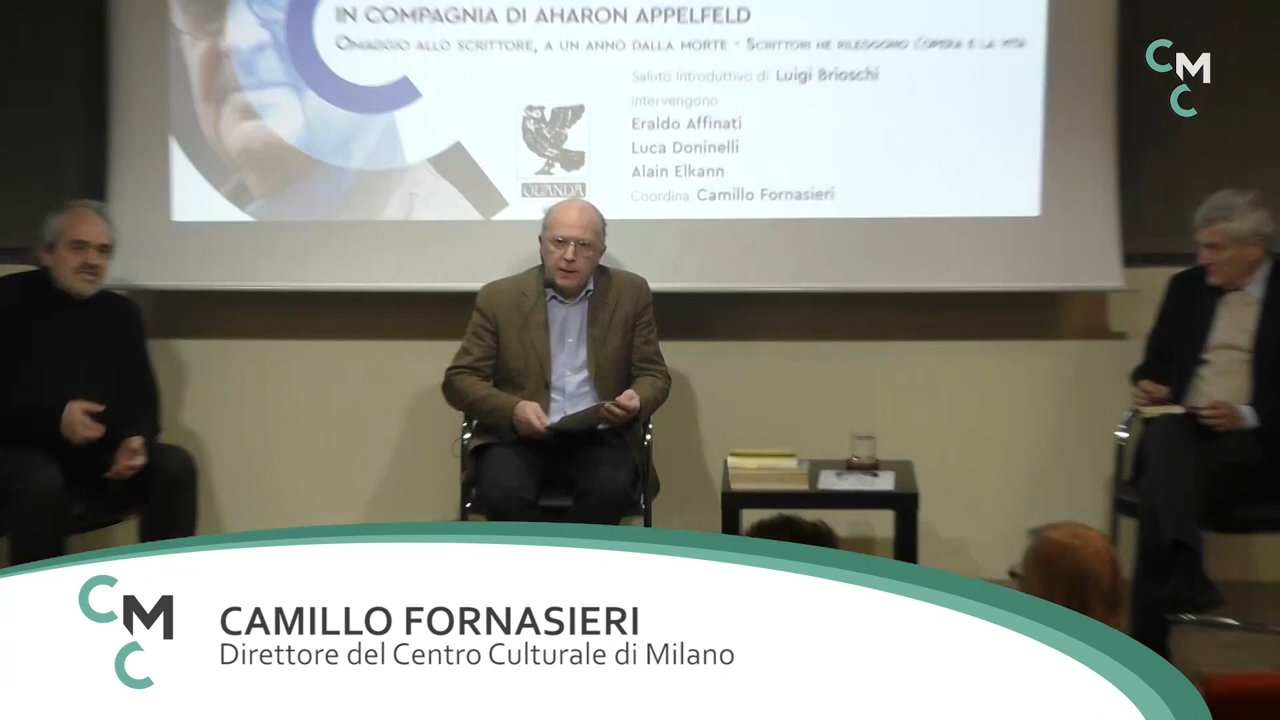 IN COMPAGNIA DI AHARON APPELFELD
OMAGGIO ALLO SCRITTORE, A UN ANNO DALLA MORTE - SCRITTORI NE RILEGGONO L'OPERA E LA VITA
Saluto introduttivo di Luigi Brioschi
intervengono
Eraldo Affinati
Luca Doninelli
Alain Elkann
Coordina Camillo Fornasieri
GUANDA
C M C
C M C
CAMILLO FORNASIERI
Direttore del Centro Culturale di Milano